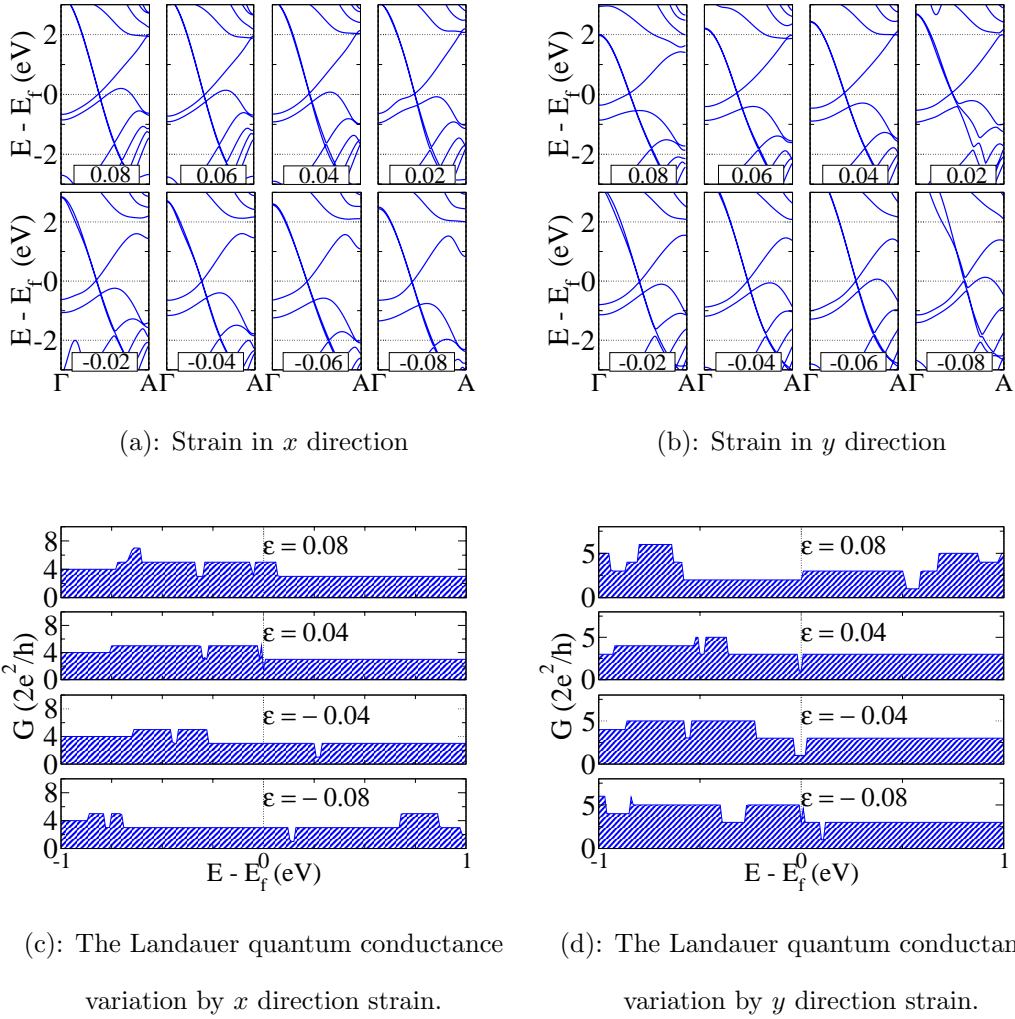 E - E_f (eV)
2
0
-2
0.08 0.06 0.04 0.02
E - E_f (eV)
2
0
-2
-0.02 -0.04 -0.06 -0.08
Γ AΓ AΓ AΓ A
(a): Strain in x direction
E - E_f (eV)
2
0
-2
0.08 0.06 0.04 0.02
E - E_f (eV)
2
0
-2
-0.02 -0.04 -0.06 -0.08
Γ AΓ AΓ AΓ A
(b): Strain in y direction
G (2e²/h)
8
4
0
ε = 0.08
8
4
0
ε = 0.04
8
4
0
ε = - 0.04
8
4
0
ε = - 0.08
-1 0 1
E - E_f (eV)
(c): The Landauer quantum conductance
variation by x direction strain.
G (2e²/h)
5
0
ε = 0.08
5
0
ε = 0.04
5
0
ε = - 0.04
5
0
ε = - 0.08
-1 0 1
E - E_f (eV)
(d): The Landauer quantum conductan
variation by y direction strain.